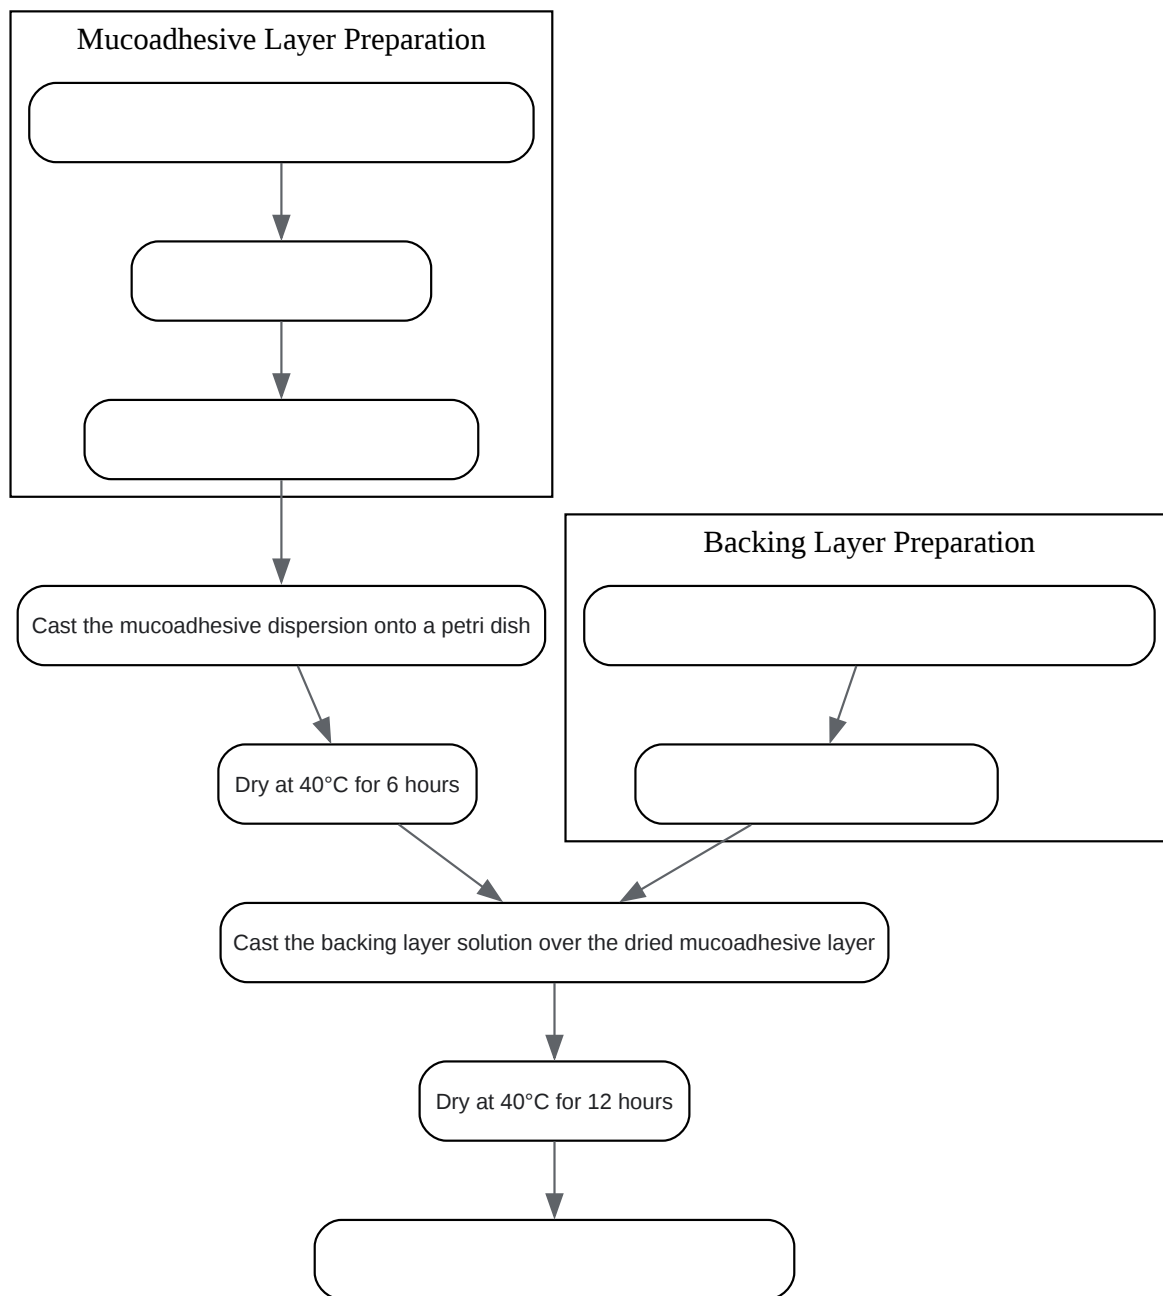 Mucoadhesive Layer Preparation
Backing Layer Preparation
Cast the mucoadhesive dispersion onto a petri dish
Dry at 40°C for 6 hours
Cast the backing layer solution over the dried mucoadhesive layer
Dry at 40°C for 12 hours